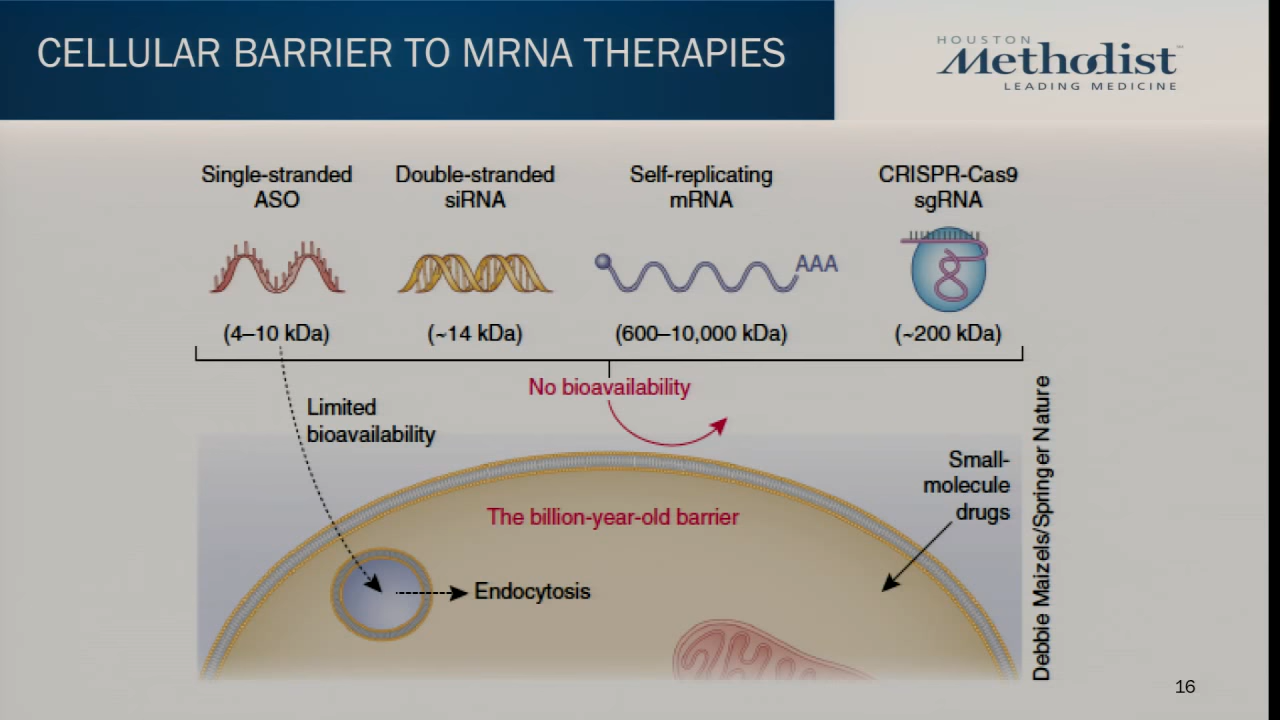 CELLULAR BARRIER TO MRNA THERAPIES
HOUSTON
Methodist
LEADING MEDICINE
Single-stranded
ASO
Double-stranded
siRNA
Self-replicating
mRNA
CRISPR-Cas9
sgRNA
AAA
(4–10 kDa)
(~14 kDa)
(600–10,000 kDa)
(~200 kDa)
No bioavailability
Limited
bioavailability
Small-
molecule
drugs
The billion-year-old barrier
Endocytosis
Debbie Maizels/Springer Nature
16